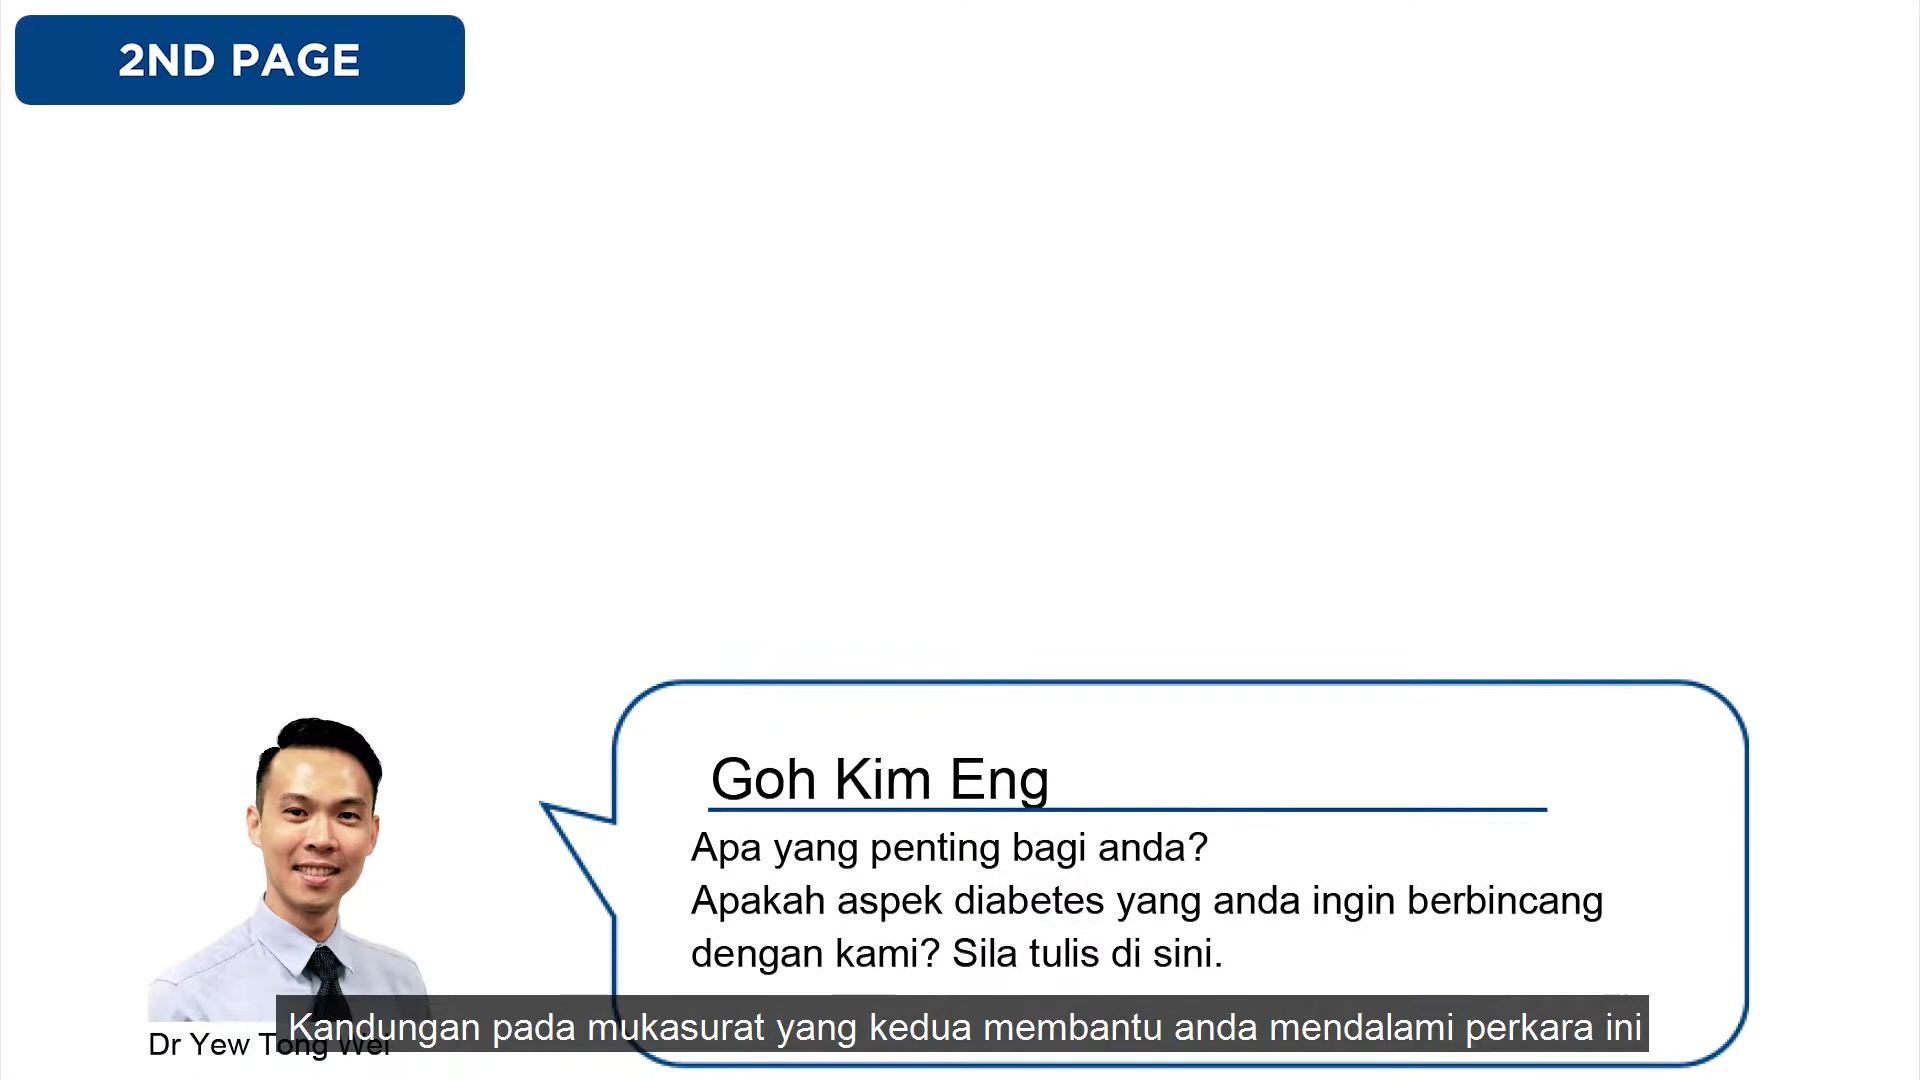 2ND PAGE
Goh Kim Eng
Apa yang penting bagi anda?
Apakah aspek diabetes yang anda ingin berbincang
dengan kami? Sila tulis di sini.
Kandungan pada mukasurat yang kedua membantu anda mendalami perkara ini
Dr Yew Tong Wei